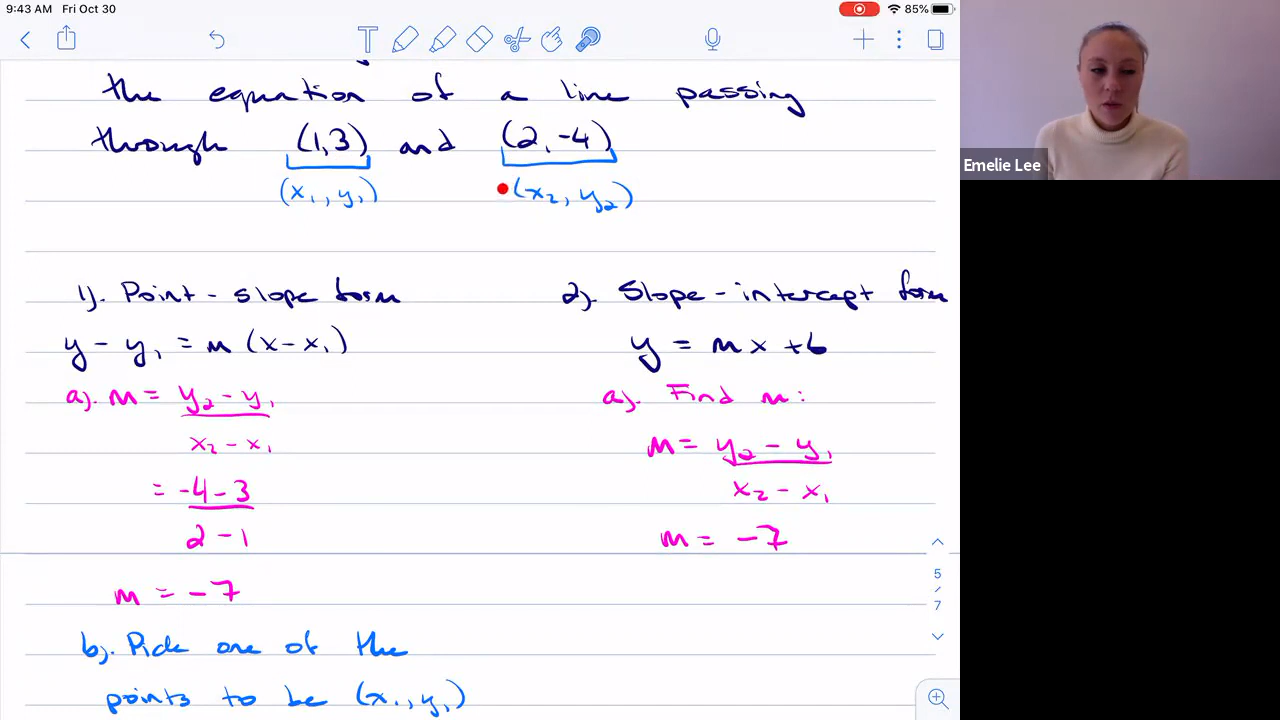 9:43 AM Fri Oct 30
85%
the equation of a line passing
through (1,3) and (2,-4)
(x₁, y₁) (x₂, y₂)
Emelie Lee
1). Point-slope form
y - y₁ = m (x - x₁)
a). m = y₂ - y₁
x₂ - x₁
= -4 - 3
2 - 1
m = -7
b). Pick one of the
points to be (x₁, y₁)
2). Slope-intercept form
y = mx + b
a). Find m:
m = y₂ - y₁
x₂ - x₁
m = -7
5
/
7